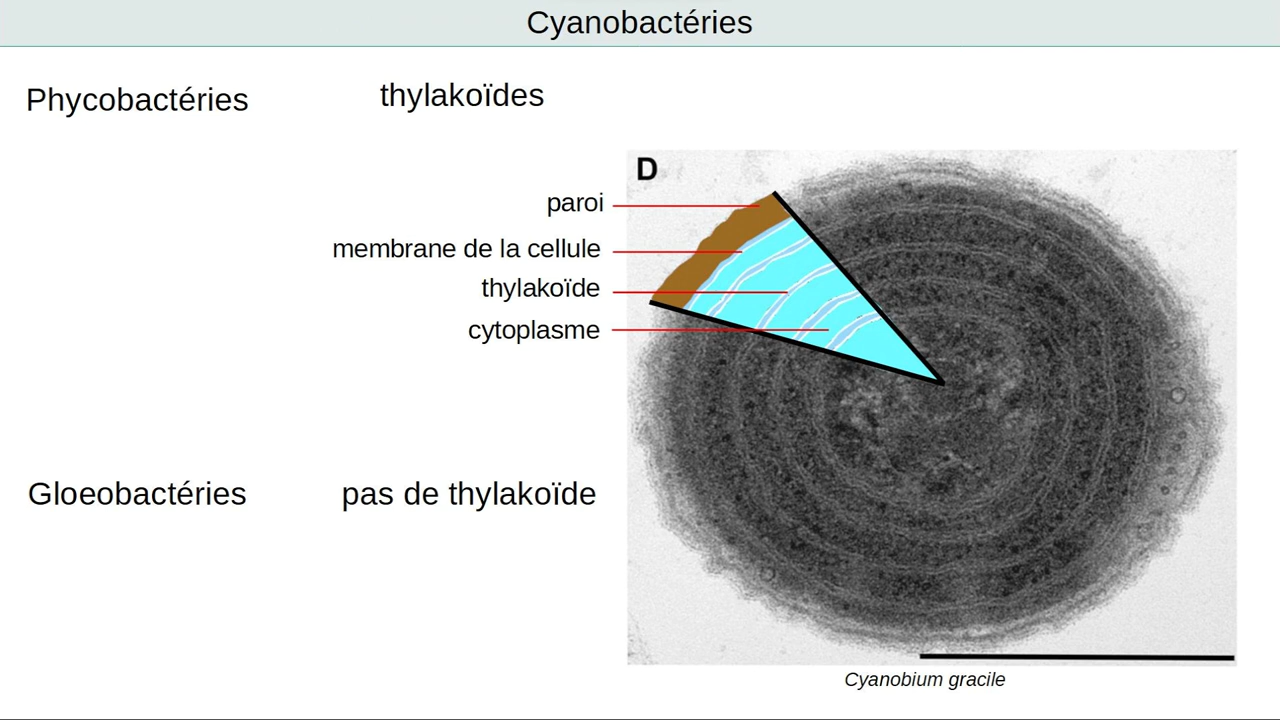 Cyanobactéries
Phycobactéries
thylakoïdes
D
paroi
membrane de la cellule
thylakoïde
cytoplasme
Gloeobactéries
pas de thylakoïde
Cyanobium gracile